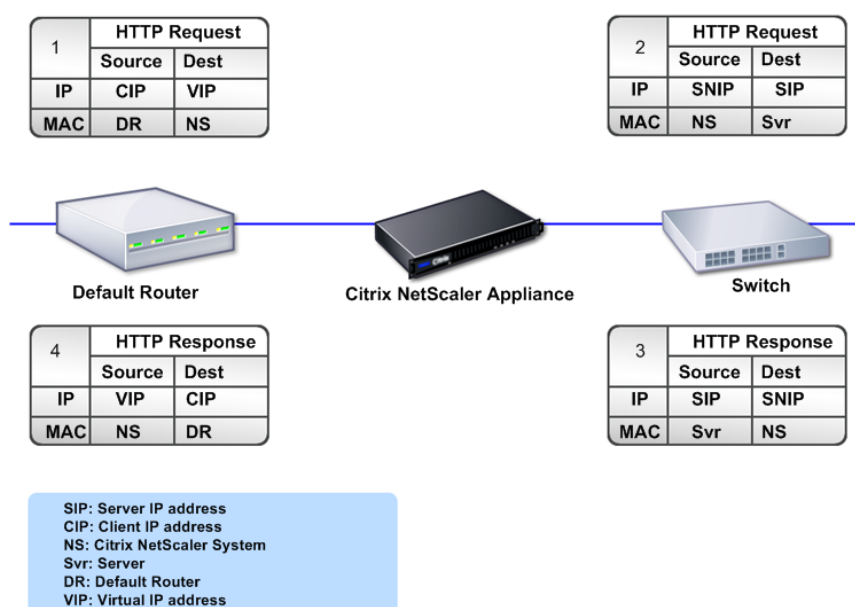 1 HTTP Request
Source Dest
IP CIP VIP
MAC DR NS
2 HTTP Request
Source Dest
IP SNIP SIP
MAC NS Svr
Default Router
Citrix NetScaler Appliance
Switch
4 HTTP Response
Source Dest
IP VIP CIP
MAC NS DR
3 HTTP Response
Source Dest
IP SIP SNIP
MAC Svr NS
SIP: Server IP address
CIP: Client IP address
NS: Citrix NetScaler System
Svr: Server
DR: Default Router
VIP: Virtual IP address